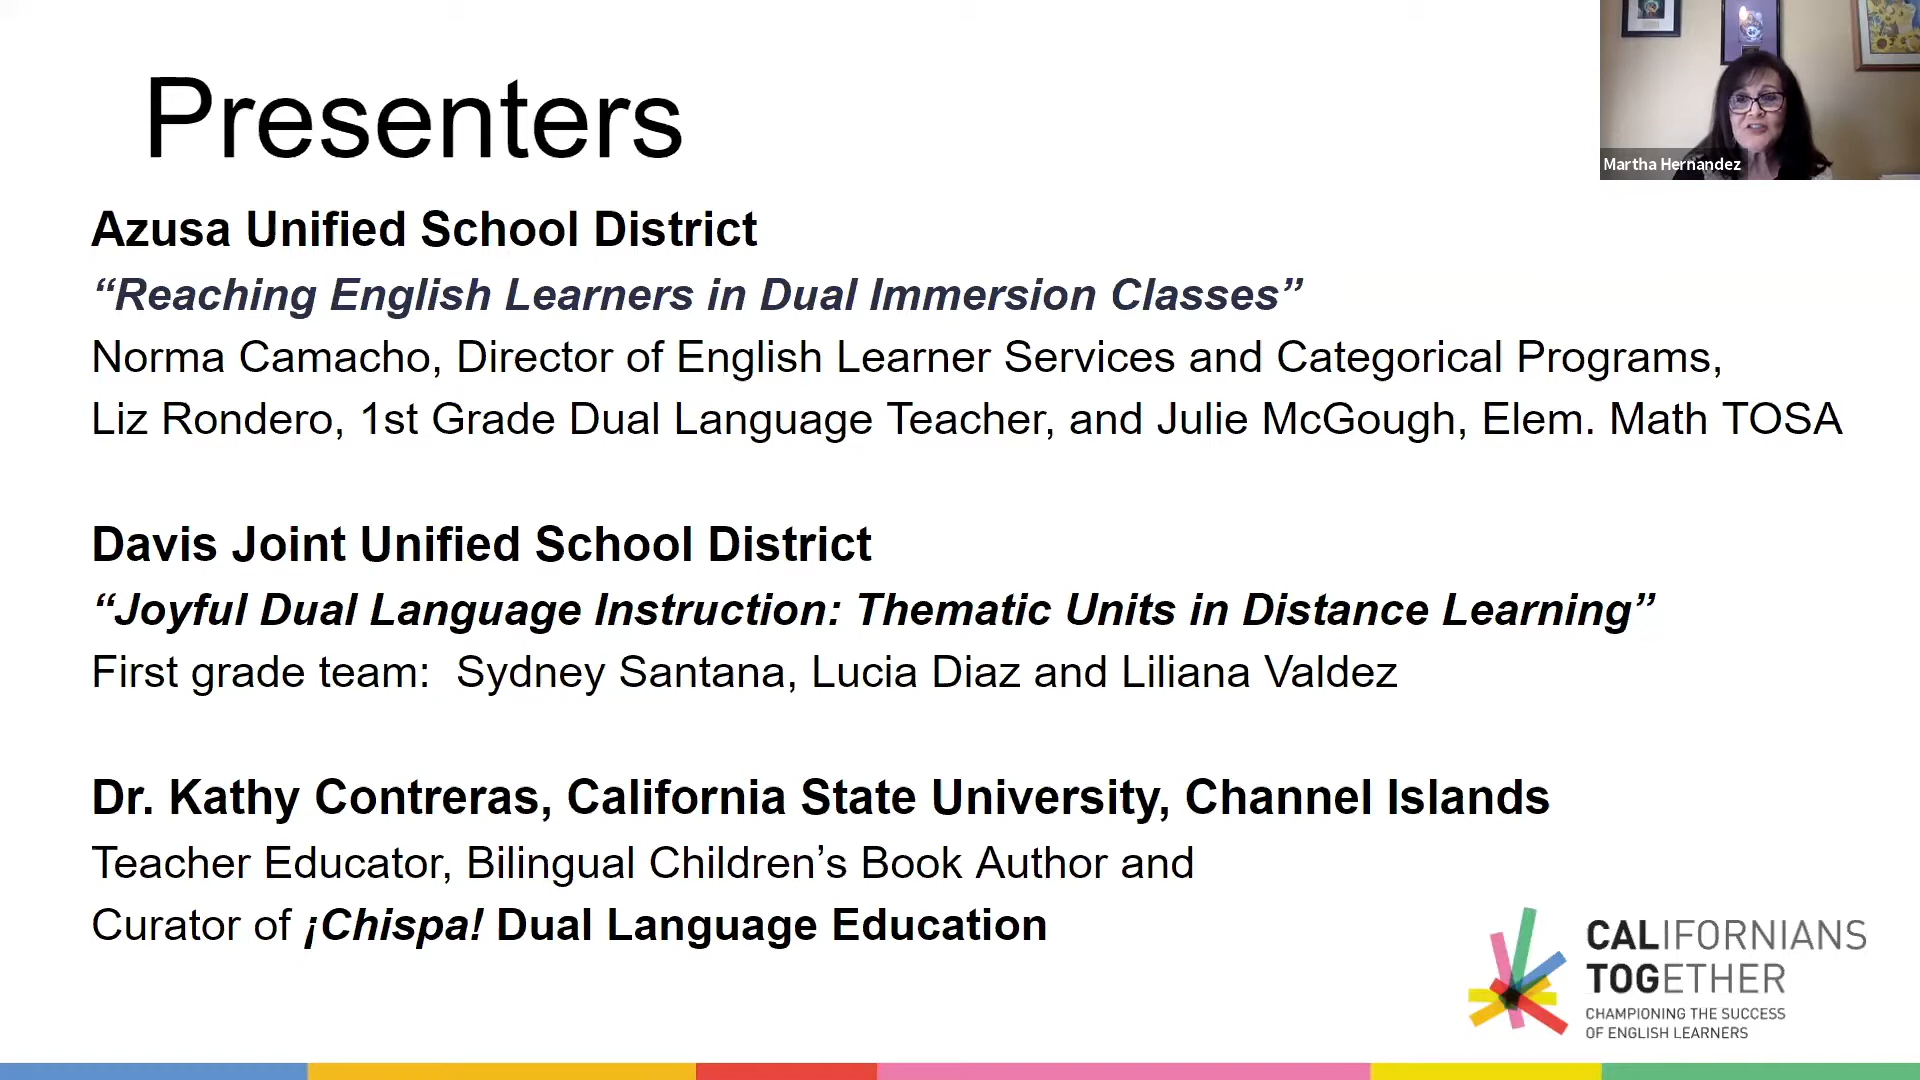 Presenters
Martha Hernandez
Azusa Unified School District
“Reaching English Learners in Dual Immersion Classes”
Norma Camacho, Director of English Learner Services and Categorical Programs,
Liz Rondero, 1st Grade Dual Language Teacher, and Julie McGough, Elem. Math TOSA
Davis Joint Unified School District
“Joyful Dual Language Instruction: Thematic Units in Distance Learning”
First grade team:  Sydney Santana, Lucia Diaz and Liliana Valdez
Dr. Kathy Contreras, California State University, Channel Islands
Teacher Educator, Bilingual Children’s Book Author and
Curator of ¡Chispa! Dual Language Education
CALIFORNIANS
TOGETHER
CHAMPIONING THE SUCCESS
OF ENGLISH LEARNERS